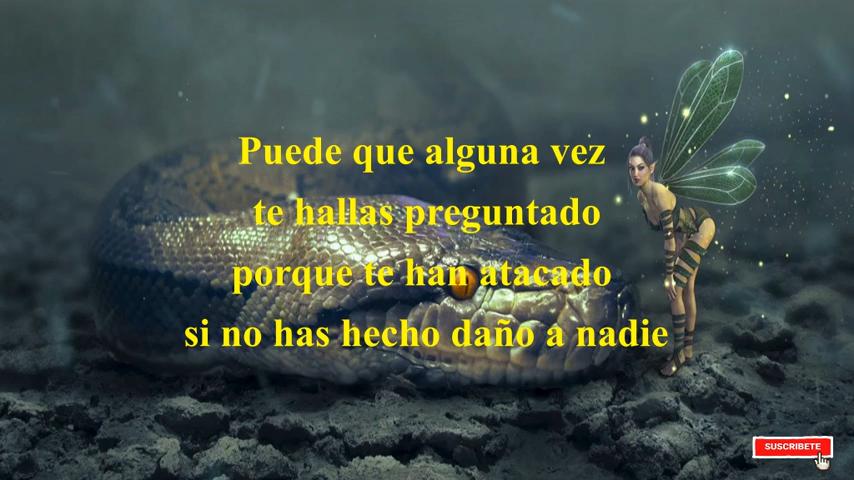 Puede que alguna vez
te hallas preguntado
porque te han atacado
si no has hecho daño a nadie
SUSCRIBETE